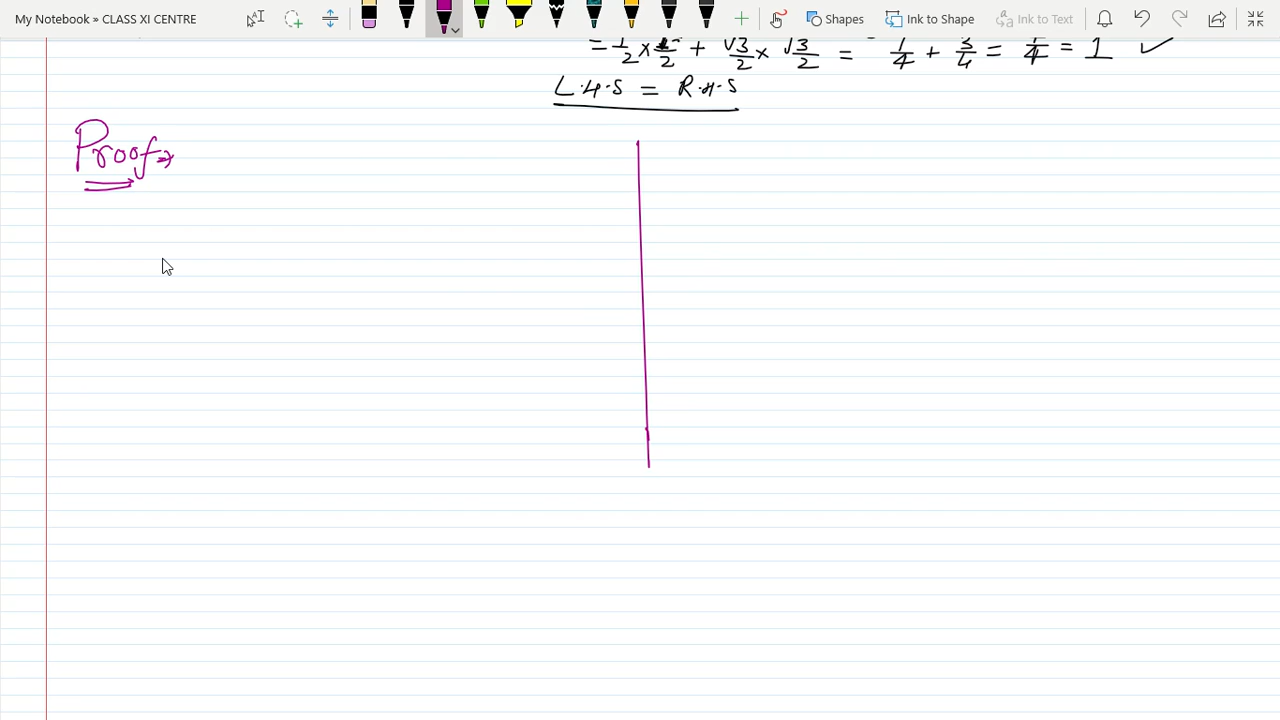 My Notebook » CLASS XI CENTRE
Shapes
Ink to Shape
Ink to Text
= 1/2 × 1/2 + √3/2 × √3/2 = 1/4 + 3/4 = 4/4 = 1 ✓
L.H.S = R.H.S
Proof→